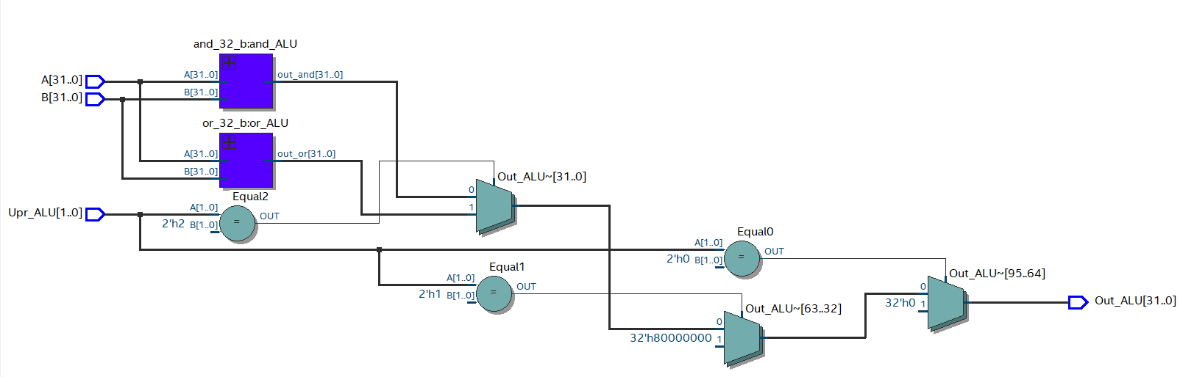 and_32_b:and_ALU
A[31..0]
A[31..0]
out_and[31..0]
B[31..0]
B[31..0]
or_32_b:or_ALU
A[31..0]
out_or[31..0]
B[31..0]
Out_ALU~[31..0]
0
1
Equal2
Upr_ALU[1..0]
A[1..0]
OUT
2'h2
B[1..0]
=
Equal0
A[1..0]
OUT
2'h0
B[1..0]
=
Equal1
A[1..0]
OUT
2'h1
B[1..0]
=
Out_ALU~[95..64]
0
32'h0
1
Out_ALU[31..0]
Out_ALU~[63..32]
0
32'h80000000
1